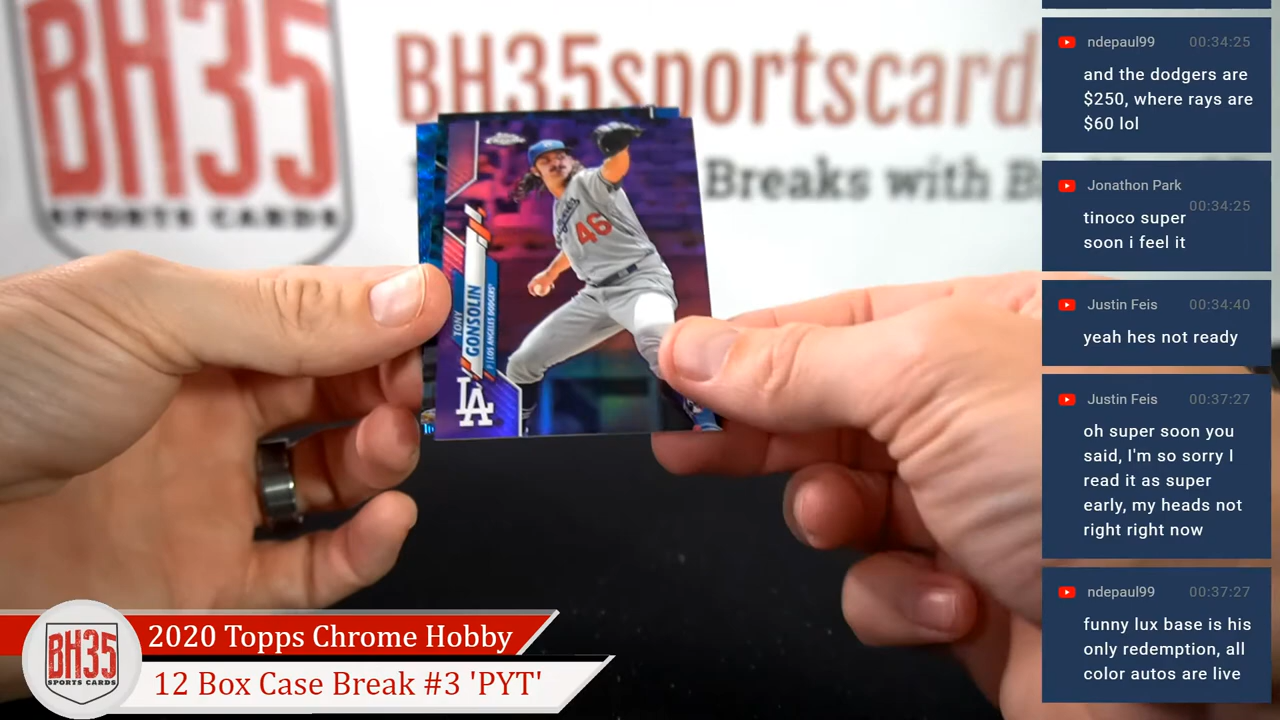 BH35
SPORTS CARDS
BH35sportscards
Breaks with
TONY
GONSOLIN
P | LOS ANGELES DODGERS
46
LA
2020 Topps Chrome Hobby
12 Box Case Break #3 'PYT'
BH35
SPORTS CARDS
ndepaul99 00:34:25
and the dodgers are
$250, where rays are
$60 lol
Jonathon Park
00:34:25
tinoco super
soon i feel it
Justin Feis 00:34:40
yeah hes not ready
Justin Feis 00:37:27
oh super soon you
said, I'm so sorry I
read it as super
early, my heads not
right right now
ndepaul99 00:37:27
funny lux base is his
only redemption, all
color autos are live